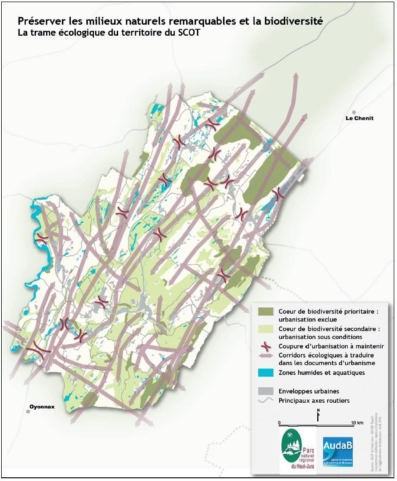 Préserver les milieux naturels remarquables et la biodiversité
La trame écologique du territoire du SCOT
Le Chenit
Oyonnax
Coeur de biodiversité prioritaire :
urbanisation exclue
Coeur de biodiversité secondaire :
urbanisation sous conditions
Coupure d'urbanisation à maintenir
Corridors écologiques à traduire
dans les documents d'urbanisme
Zones humides et aquatiques
Enveloppes urbaines
Principaux axes routiers
N
0
10 km
Parc
naturel
régional
du Haut-Jura
AudaB